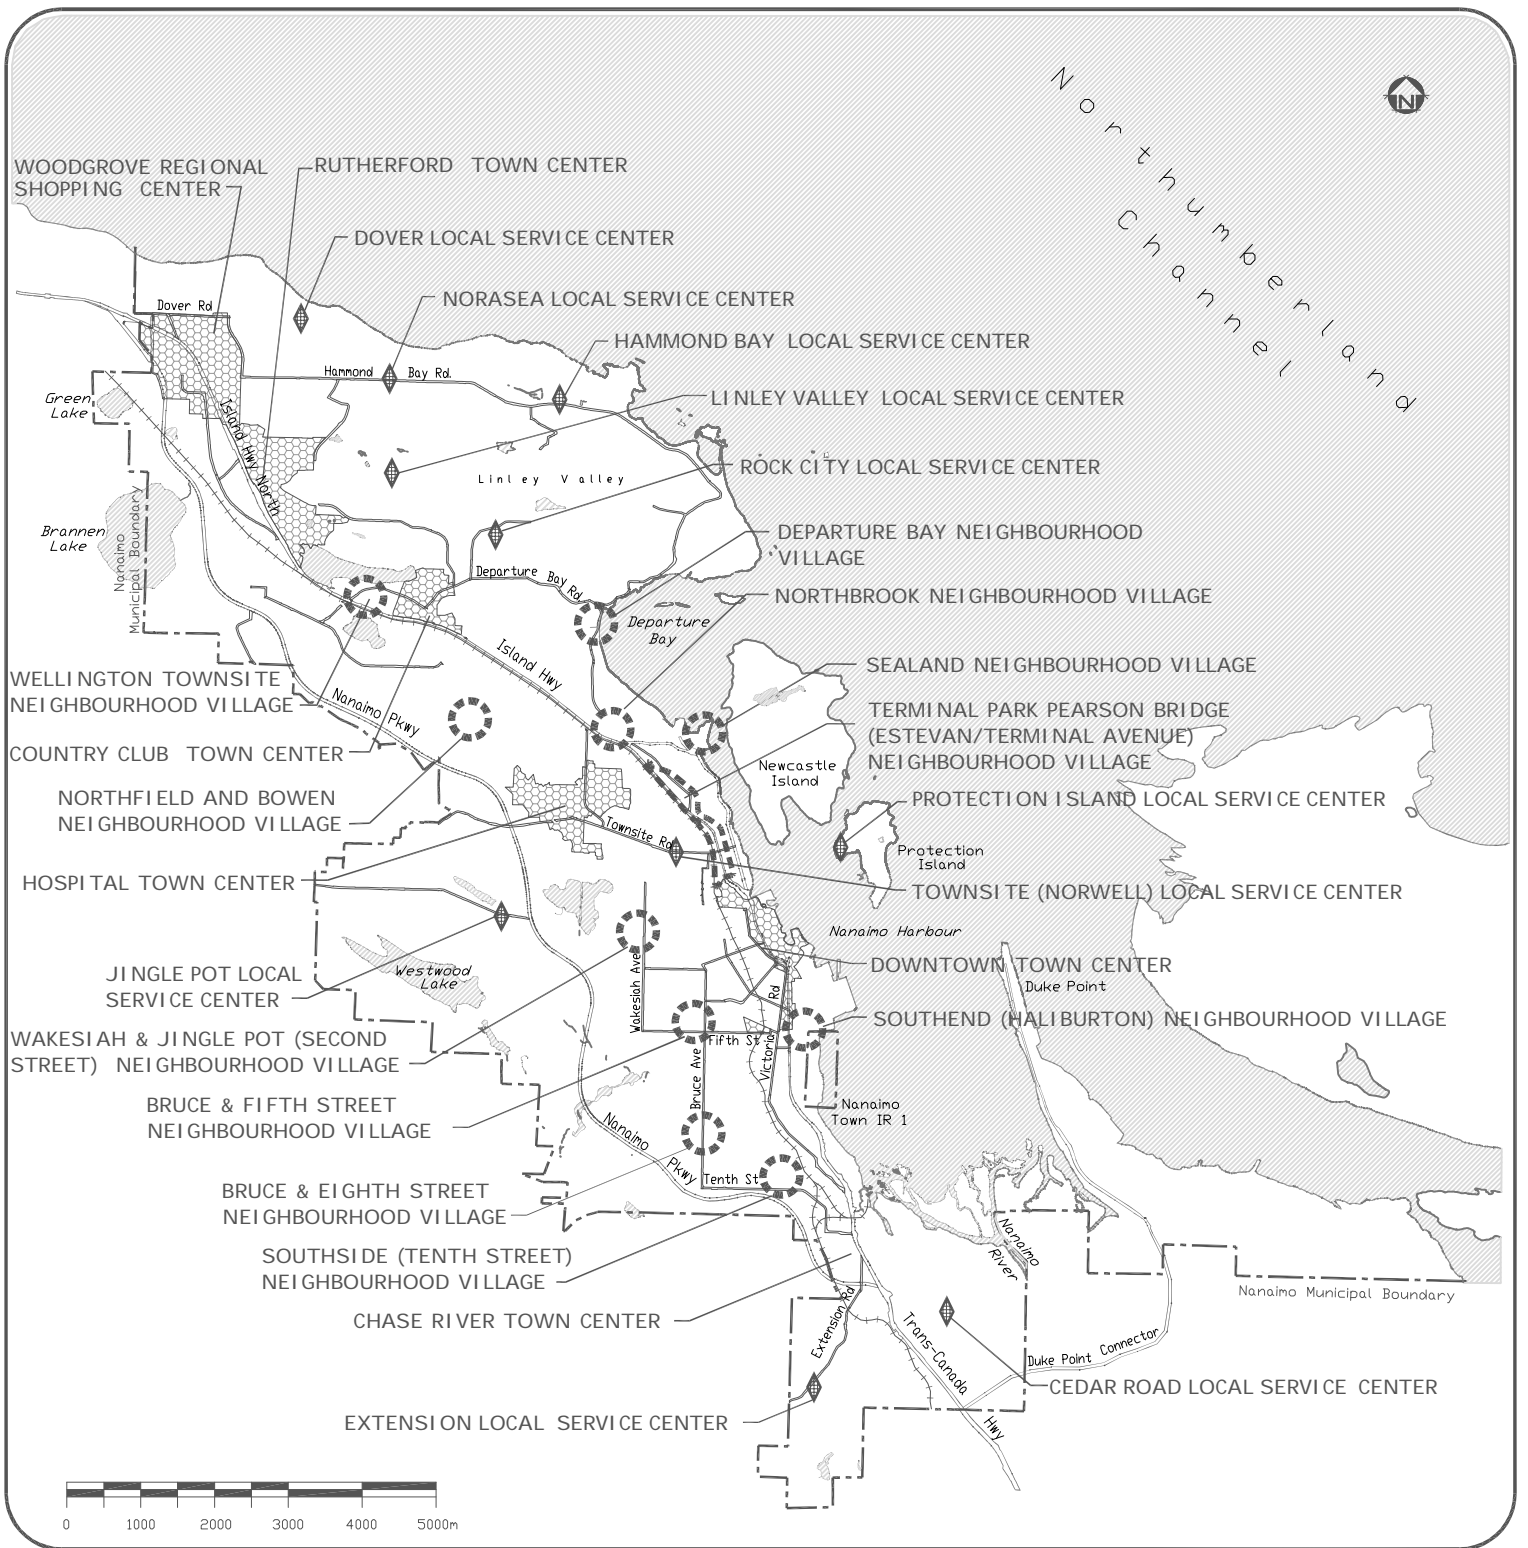 Northumberland
Channel
N
WOODGROVE REGIONAL
SHOPPING CENTER
RUTHERFORD TOWN CENTER
DOVER LOCAL SERVICE CENTER
NORASEA LOCAL SERVICE CENTER
HAMMOND BAY LOCAL SERVICE CENTER
LINLEY VALLEY LOCAL SERVICE CENTER
ROCK CITY LOCAL SERVICE CENTER
DEPARTURE BAY NEIGHBOURHOOD
VILLAGE
NORTHBROOK NEIGHBOURHOOD VILLAGE
SEALAND NEIGHBOURHOOD VILLAGE
TERMINAL PARK PEARSON BRIDGE
(ESTEVAN/TERMINAL AVENUE)
NEIGHBOURHOOD VILLAGE
PROTECTION ISLAND LOCAL SERVICE CENTER
TOWNSITE (NORWELL) LOCAL SERVICE CENTER
DOWNTOWN TOWN CENTER
SOUTHEND (HALIBURTON) NEIGHBOURHOOD VILLAGE
WELLINGTON TOWNSITE
NEIGHBOURHOOD VILLAGE
COUNTRY CLUB TOWN CENTER
NORTHFIELD AND BOWEN
NEIGHBOURHOOD VILLAGE
HOSPITAL TOWN CENTER
JINGLE POT LOCAL
SERVICE CENTER
WAKESIAH & JINGLE POT (SECOND
STREET) NEIGHBOURHOOD VILLAGE
BRUCE & FIFTH STREET
NEIGHBOURHOOD VILLAGE
BRUCE & EIGHTH STREET
NEIGHBOURHOOD VILLAGE
SOUTHSIDE (TENTH STREET)
NEIGHBOURHOOD VILLAGE
CHASE RIVER TOWN CENTER
EXTENSION LOCAL SERVICE CENTER
CEDAR ROAD LOCAL SERVICE CENTER
Dover Rd
Hammond Bay Rd.
Green
Lake
Island Hwy North
Linley Valley
Brannen
Lake
Nanaimo
Municipal Boundary
Departure Bay Rd
Departure
Bay
Island Hwy
Nanaimo Pkwy
Newcastle
Island
Townsite Rd
Protection
Island
Nanaimo Harbour
Westwood
Lake
Wakesiah Ave
Victoria Rd
Duke Point
Fifth St
Bruce Ave
Nanaimo
Town IR 1
Nanaimo Pkwy
Tenth St
Nanaimo
River
Nanaimo Municipal Boundary
Extension Rd
Trans-Canada Hwy
Duke Point Connector
0 1000 2000 3000 4000 5000m